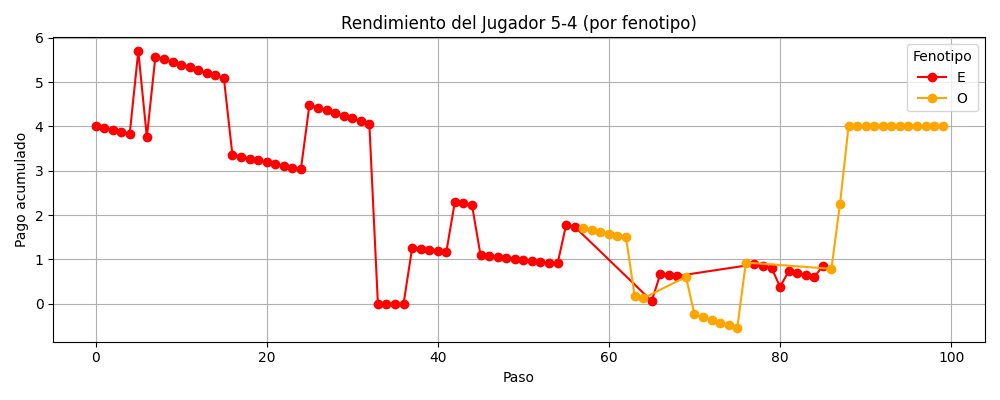 Rendimiento del Jugador 5-4 (por fenotipo)
Pago acumulado
6
5
4
3
2
1
0
0 20 40 60 80 100
Paso
Fenotipo
E
O